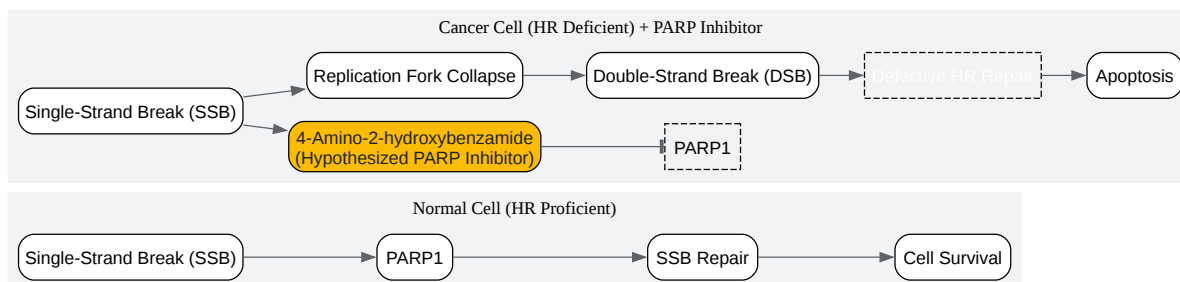 Cancer Cell (HR Deficient) + PARP Inhibitor
Single-Strand Break (SSB)
Replication Fork Collapse
Double-Strand Break (DSB)
Defective HR Repair
Apoptosis
4-Amino-2-hydroxybenzamide
(Hypothesized PARP Inhibitor)
PARP1
Normal Cell (HR Proficient)
Single-Strand Break (SSB)
PARP1
SSB Repair
Cell Survival